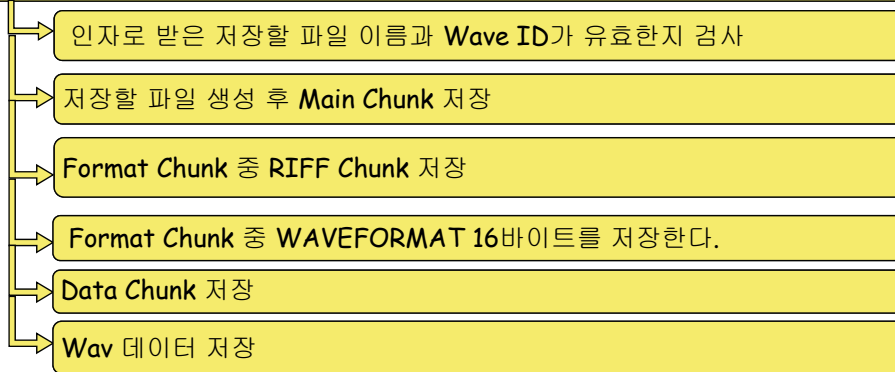 인자로 받은 저장할 파일 이름과 Wave ID가 유효한지 검사
저장할 파일 생성 후 Main Chunk 저장
Format Chunk 중 RIFF Chunk 저장
Format Chunk 중 WAVEFORMAT 16바이트를 저장한다.
Data Chunk 저장
Wav 데이터 저장